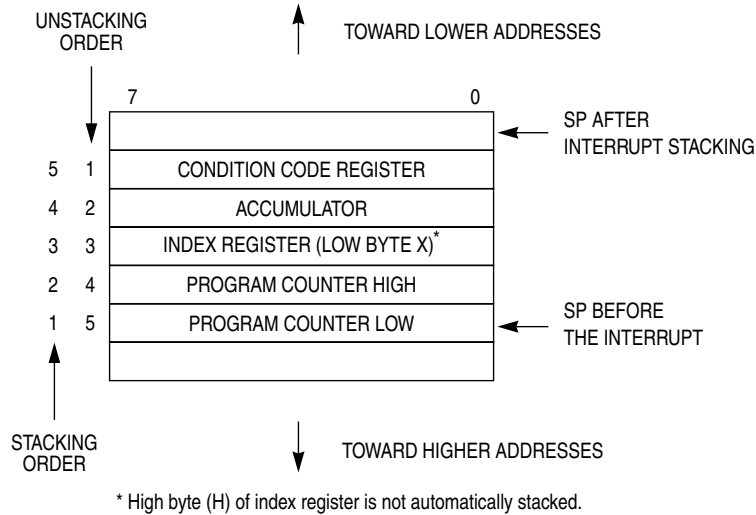 UNSTACKING
ORDER
TOWARD LOWER ADDRESSES
7 0
SP AFTER
INTERRUPT STACKING
5 1 CONDITION CODE REGISTER
4 2 ACCUMULATOR
3 3 INDEX REGISTER (LOW BYTE X)*
2 4 PROGRAM COUNTER HIGH
1 5 PROGRAM COUNTER LOW
SP BEFORE
THE INTERRUPT
STACKING
ORDER
TOWARD HIGHER ADDRESSES
* High byte (H) of index register is not automatically stacked.